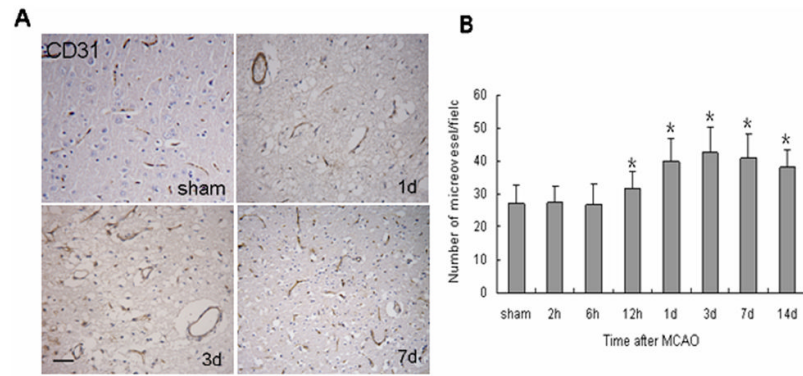 A
CD31
sham
1d
3d
7d
B
Number of micreovesel/fielc
60
50
40
30
20
10
0
*
*
*
*
*
sham 2h 6h 12h 1d 3d 7d 14d
Time after MCAO